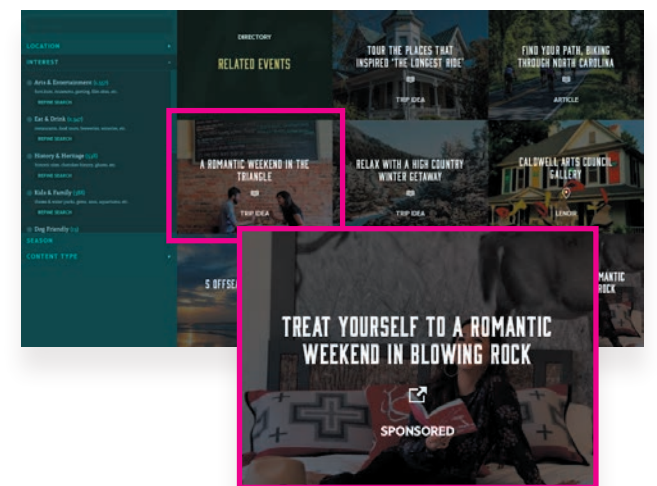 LOCATION
INTEREST
Arts & Entertainment
REFINE SEARCH
Eat & Drink
REFINE SEARCH
History & Heritage
REFINE SEARCH
Kids & Family
REFINE SEARCH
Dog Friendly
SEASON
CONTENT TYPE
DIRECTORY
RELATED EVENTS
TOUR THE PLACES THAT
INSPIRED 'THE LONGEST RIDE'
TRIP IDEA
FIND YOUR PATH, BIKING
THROUGH NORTH CAROLINA
ARTICLE
A ROMANTIC WEEKEND IN THE
TRIANGLE
TRIP IDEA
RELAX WITH A HIGH COUNTRY
WINTER GETAWAY
TRIP IDEA
CALDWELL ARTS COUNCIL
GALLERY
LENOIR
TREAT YOURSELF TO A ROMANTIC
WEEKEND IN BLOWING ROCK
SPONSORED